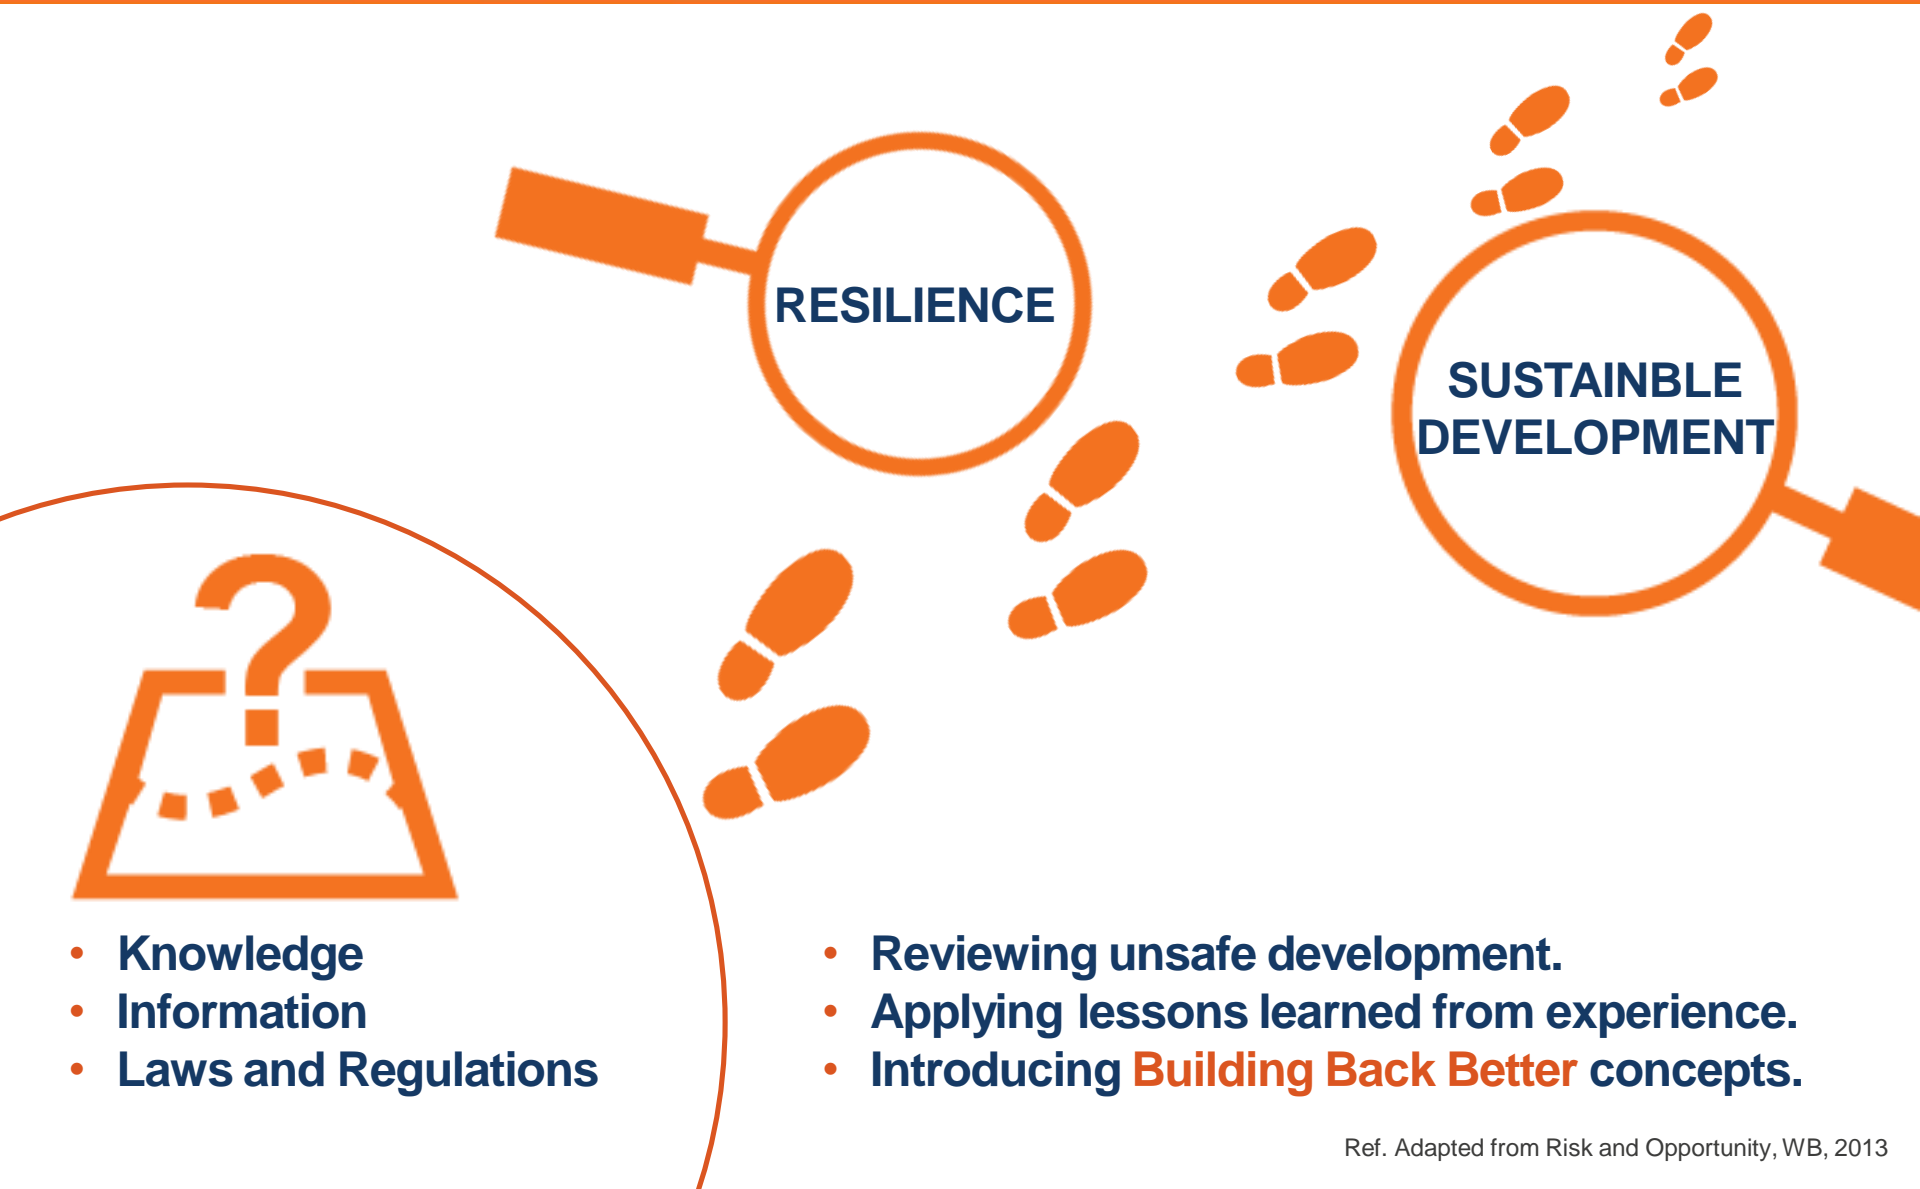 RESILIENCE
SUSTAINBLE
DEVELOPMENT
?
• Knowledge
• Information
• Laws and Regulations
• Reviewing unsafe development.
• Applying lessons learned from experience.
• Introducing Building Back Better concepts.
Ref. Adapted from Risk and Opportunity, WB, 2013